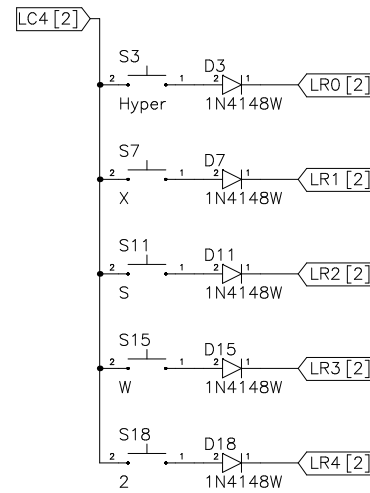 LC4 [2]
S3
D3
2 1 2 1
LR0 [2]
Hyper
1N4148W
S7
D7
2 1 2 1
LR1 [2]
X
1N4148W
S11
D11
2 1 2 1
LR2 [2]
S
1N4148W
S15
D15
2 1 2 1
LR3 [2]
W
1N4148W
S18
D18
2 1 2 1
LR4 [2]
2
1N4148W